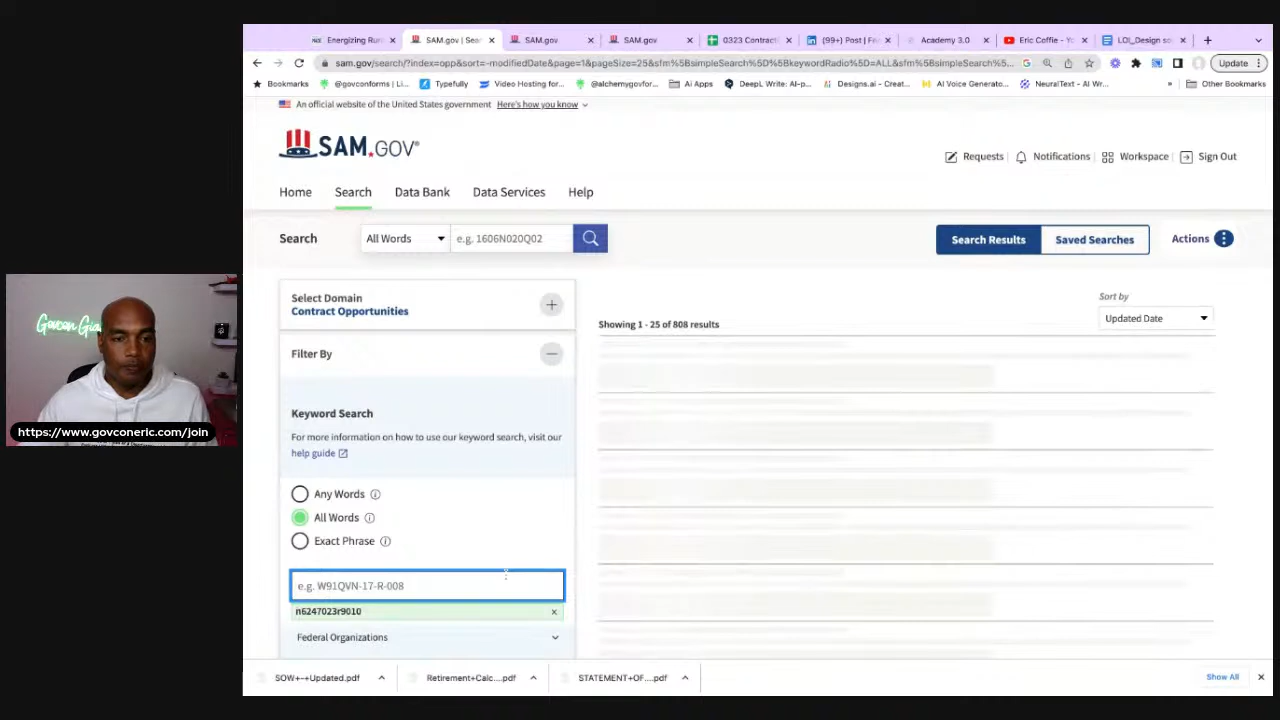 Energizing Rur
SAM.gov | Sear
SAM.gov
SAM.gov
0323 Contracti
(99+) Post | Fe
Academy 3.0
Eric Coffie - Yo
LOI_Design so
sam.gov/search/?index=opp&sort=-modifiedDate&page=1&pageSize=25&sfm%5BsimpleSearch%5D%5BkeywordRadio%5D=ALL&sfm%5BsimpleSearch%5...
Update
Bookmarks
@govconforms | Li...
Typefully
Video Hosting for...
@alchemygovfor...
Ai Apps
DeepL Write: AI-p...
Designs.ai - Creat...
AI Voice Generato...
NeuralText - AI Wr...
»
Other Bookmarks
An official website of the United States government Here's how you know
SAM.GOV®
Requests
Notifications
Workspace
Sign Out
Home
Search
Data Bank
Data Services
Help
Search
All Words
e.g. 1606N020Q02
Search Results
Saved Searches
Actions
Select Domain
Contract Opportunities
Sort by
Updated Date
Showing 1 - 25 of 808 results
Filter By
Keyword Search
For more information on how to use our keyword search, visit our
help guide
Any Words
All Words
Exact Phrase
e.g. W91QVN-17-R-008
n6247023r9010
Federal Organizations
Govcon Gia
https://www.govconeric.com/join
SOW+-+Updated.pdf
Retirement+Calc....pdf
STATEMENT+OF....pdf
Show All